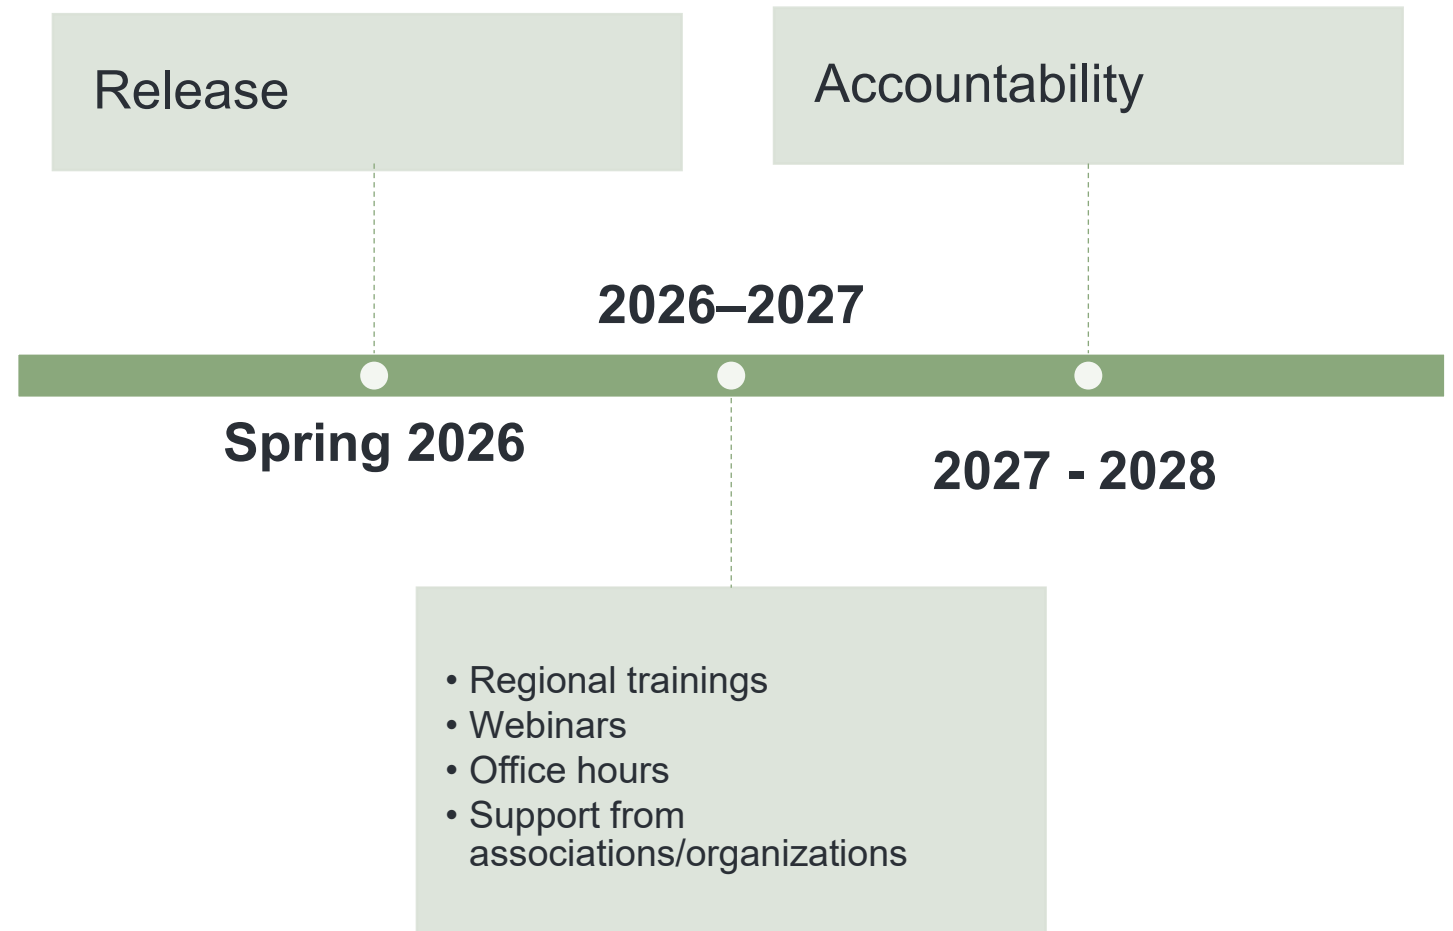 Release
Accountability
2026–2027
Spring 2026
2027 - 2028
• Regional trainings
• Webinars
• Office hours
• Support from
associations/organizations